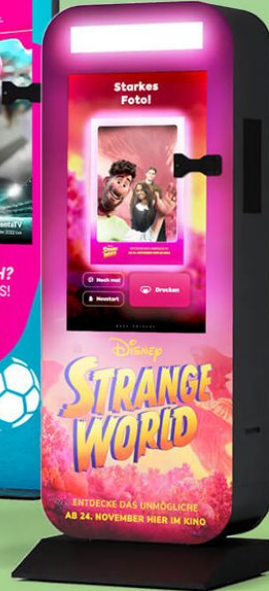 Starkes
Foto!
Noch mal
Neustart
Drucken
Disney
STRANGE
WORLD
ENTDECKE DAS UNMÖGLICHE
AB 24. NOVEMBER HIER IM KINO
H?
S!